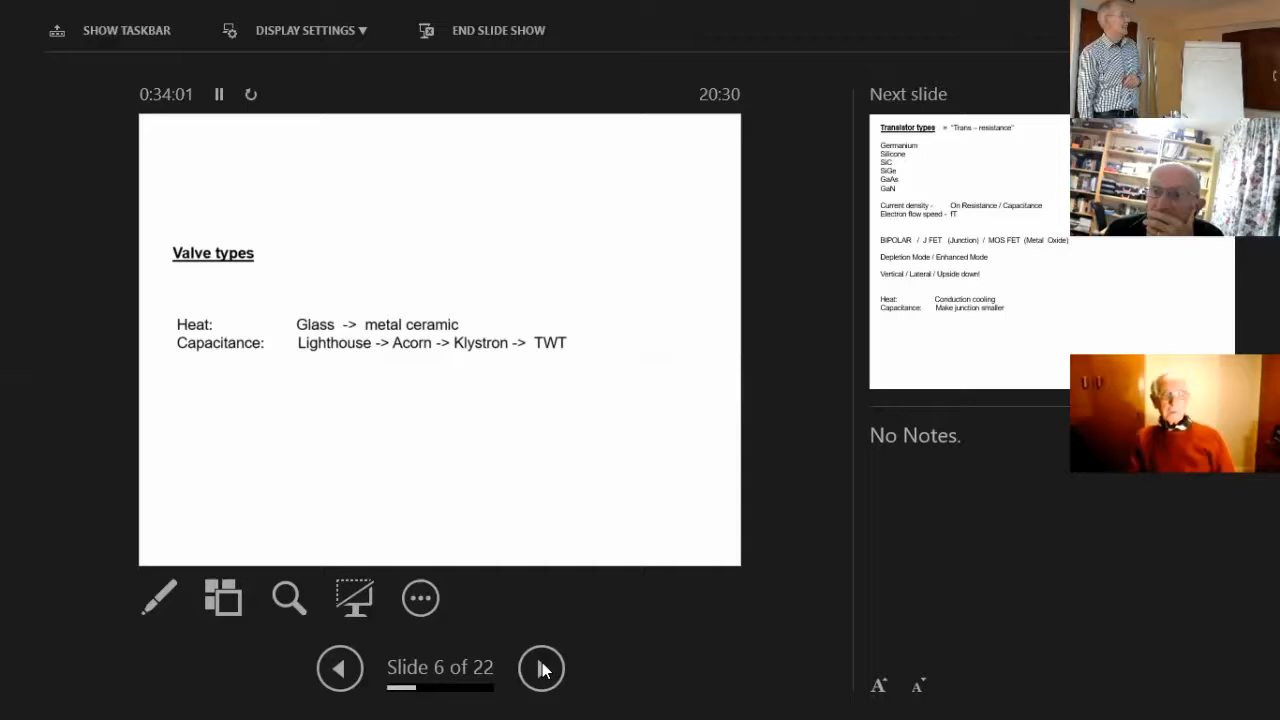 SHOW TASKBAR
DISPLAY SETTINGS ▼
END SLIDE SHOW
0:34:01
20:30
Valve types
Heat: Glass -> metal ceramic
Capacitance: Lighthouse -> Acorn -> Klystron -> TWT
Slide 6 of 22
Next slide
Transistor types = "Trans – resistance"
Germanium
Silicone
SiC
SiGe
GaAs
GaN
Current density - On Resistance / Capacitance
Electron flow speed - fT
BIPOLAR / J FET (Junction) / MOS FET (Metal Oxide)
Depletion Mode / Enhanced Mode
Vertical / Lateral / Upside down!
Heat: Conduction cooling
Capacitance: Make junction smaller
No Notes.
A A